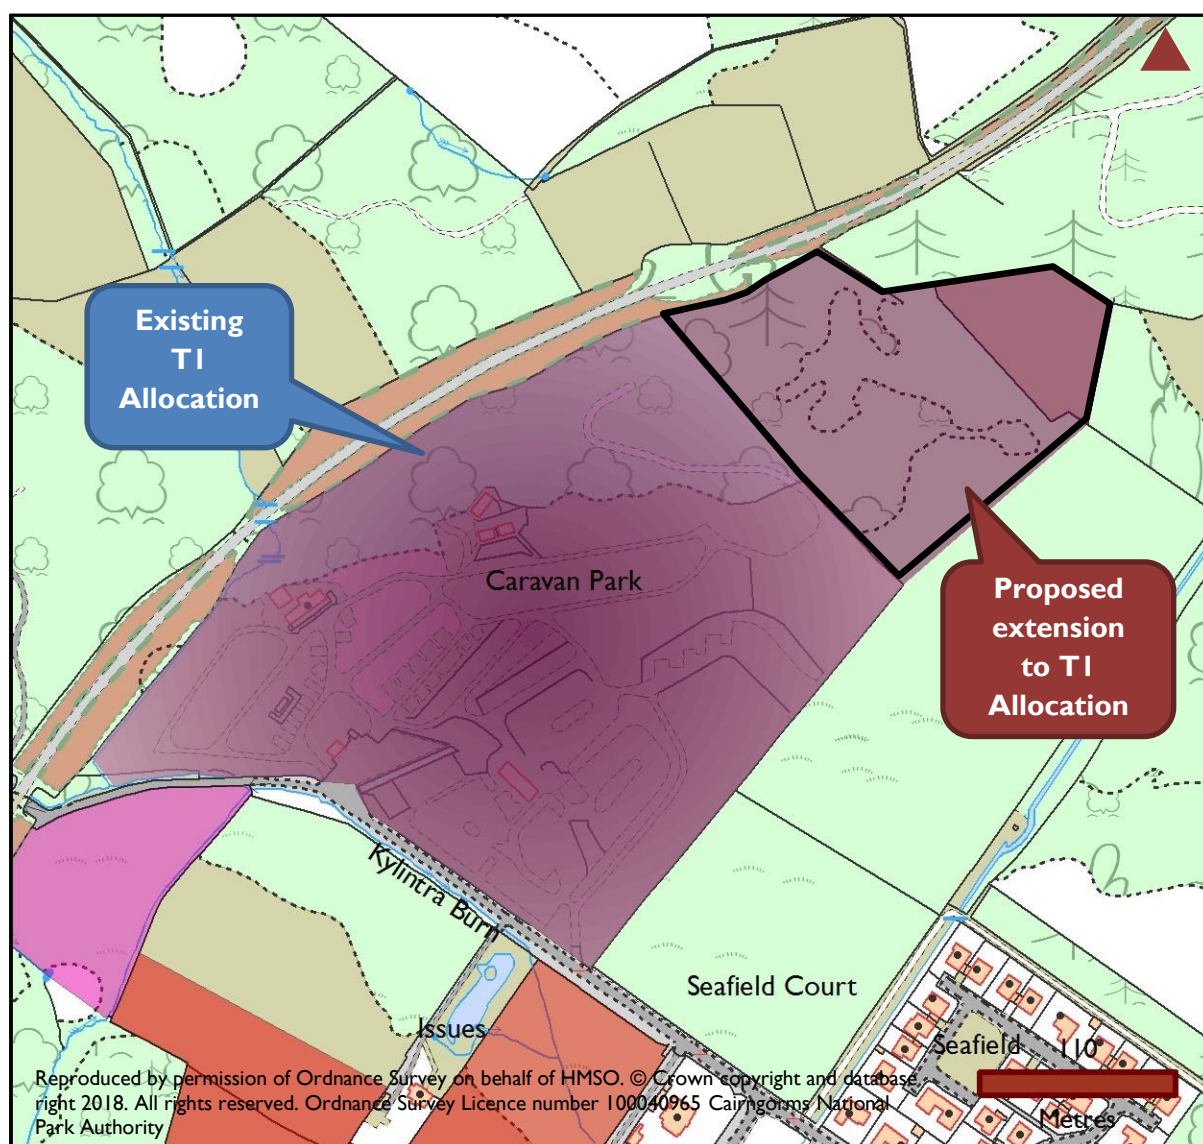 Existing
T1
Allocation
Caravan Park
Proposed
extension
to T1
Allocation
Kylintra Burn
Seafield Court
Issues
Seafield
110
Metres
Reproduced by permission of Ordnance Survey on behalf of HMSO. © Crown copyright and database
right 2018. All rights reserved. Ordnance Survey Licence number 100040965 Cairngorms National
Park Authority